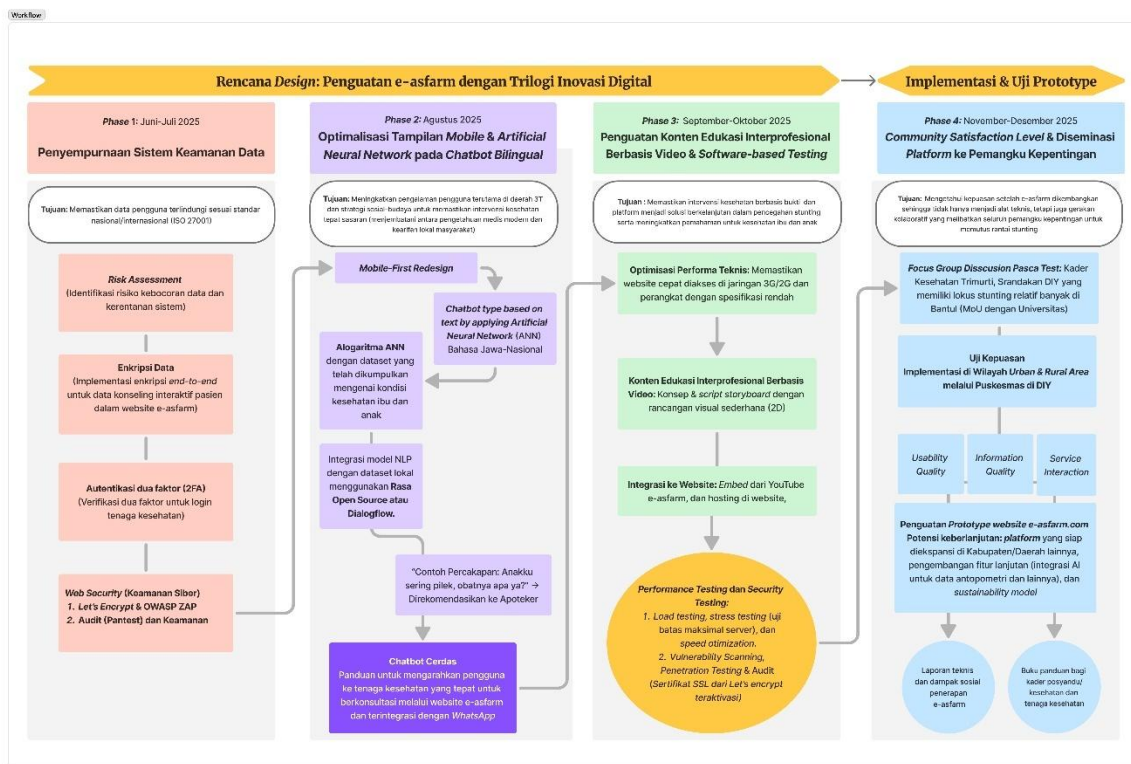 Workflow
Rencana Design: Penguatan e-asfarm dengan Trilogi Inovasi Digital
Implementasi & Uji Prototype
Phase 1: Juni-Juli 2025
Penyempurnaan Sistem Keamanan Data
Tujuan: Memastikan data pengguna terlindungi sesuai standar
nasional/internasional (ISO 27001)
Risk Assessment
(Identifikasi risiko kebocoran data dan
kerentanan sistem)
Enkripsi Data
(Implementasi enkripsi end-to-end
untuk data konseling interaktif pasien
dalam website e-asfarm)
Autentikasi dua faktor (2FA)
(Verifikasi dua faktor untuk login
tenaga kesehatan)
Web Security (Keamanan Siber)
1. Let's Encrypt & OWASP ZAP
2. Audit (Pantest) dan Keamanan
Phase 2: Agustus 2025
Optimalisasi Tampilan Mobile & Artificial
Neural Network pada Chatbot Bilingual
Tujuan: Meningkatkan pengalaman pengguna terutama di daerah 3T
dan strategi sosial-budaya untuk memastikan intervensi kesehatan
tepat sasaran (menjembatani antara pengetahuan medis modern dan
kearifan lokal masyarakat)
Mobile-First Redesign
Chatbot type based on
text by applying Artificial
Neural Network (ANN)
Bahasa Jawa-Nasional
Alogaritma ANN
dengan dataset yang
telah dikumpulkan
mengenai kondisi
kesehatan ibu dan
anak
Integrasi model NLP
dengan dataset lokal
menggunakan Rasa
Open Source atau
Dialogflow.
"Contoh Percakapan: Anakku
sering pilek, obatnya apa ya?" →
Direkomendasikan ke Apoteker
Chatbot Cerdas
Panduan untuk mengarahkan pengguna
ke tenaga kesehatan yang tepat untuk
berkonsultasi melalui website e-asfarm
dan terintegrasi dengan WhatsApp
Phase 3: September-Oktober 2025
Penguatan Konten Edukasi Interprofesional
Berbasis Video & Software-based Testing
Tujuan : Memastikan intervensi kesehatan berbasis bukti dan
platform menjadi solusi berkelanjutan dalam pencegahan stunting
serta meningkatkan pemahaman untuk kesehatan ibu dan anak
Optimisasi Performa Teknis: Memastikan
website cepat diakses di jaringan 3G/2G dan
perangkat dengan spesifikasi rendah
Konten Edukasi Interprofesional Berbasis
Video: Konsep & script storyboard dengan
rancangan visual sederhana (2D)
Integrasi ke Website: Embed dari YouTube
e-asfarm, dan hosting di website,
Performance Testing dan Security
Testing:
1. Load testing, stress testing (uji
batas maksimal server), dan
speed otimization.
2. Vulnerability Scanning,
Penetration Testing & Audit
(Sertifikat SSL dari Let's encrypt
teraktivasi)
Phase 4: November-Desember 2025
Community Satisfaction Level & Diseminasi
Platform ke Pemangku Kepentingan
Tujuan: Mengetahui kepuasan setelah e-asfarm dikembangkan
sehingga tidak hanya menjadi alat teknis, tetapi juga gerakan
kolaboratif yang melibatkan seluruh pemangku kepentingan untuk
memutus rantai stunting
Focus Group Disscusion Pasca Test: Kader
Kesehatan Trimurti, Srandakan DIY yang
memiliki lokus stunting relatif banyak di
Bantul (MoU dengan Universitas)
Uji Kepuasan
Implementasi di Wilayah Urban & Rural Area
melalui Puskesmas di DIY
Usability
Quality
Information
Quality
Service
Interaction
Penguatan Prototype website e-asfarm.com
Potensi keberlanjutan: platform yang siap
diekspansi di Kabupaten/Daerah lainnya,
pengembangan fitur lanjutan (integrasi AI
untuk data antopometri dan lainnya), dan
sustainability model
Laporan teknis
dan dampak sosial
penerapan
e-asfarm
Buku panduan bagi
kader posyandu/
kesehatan dan
tenaga kesehatan